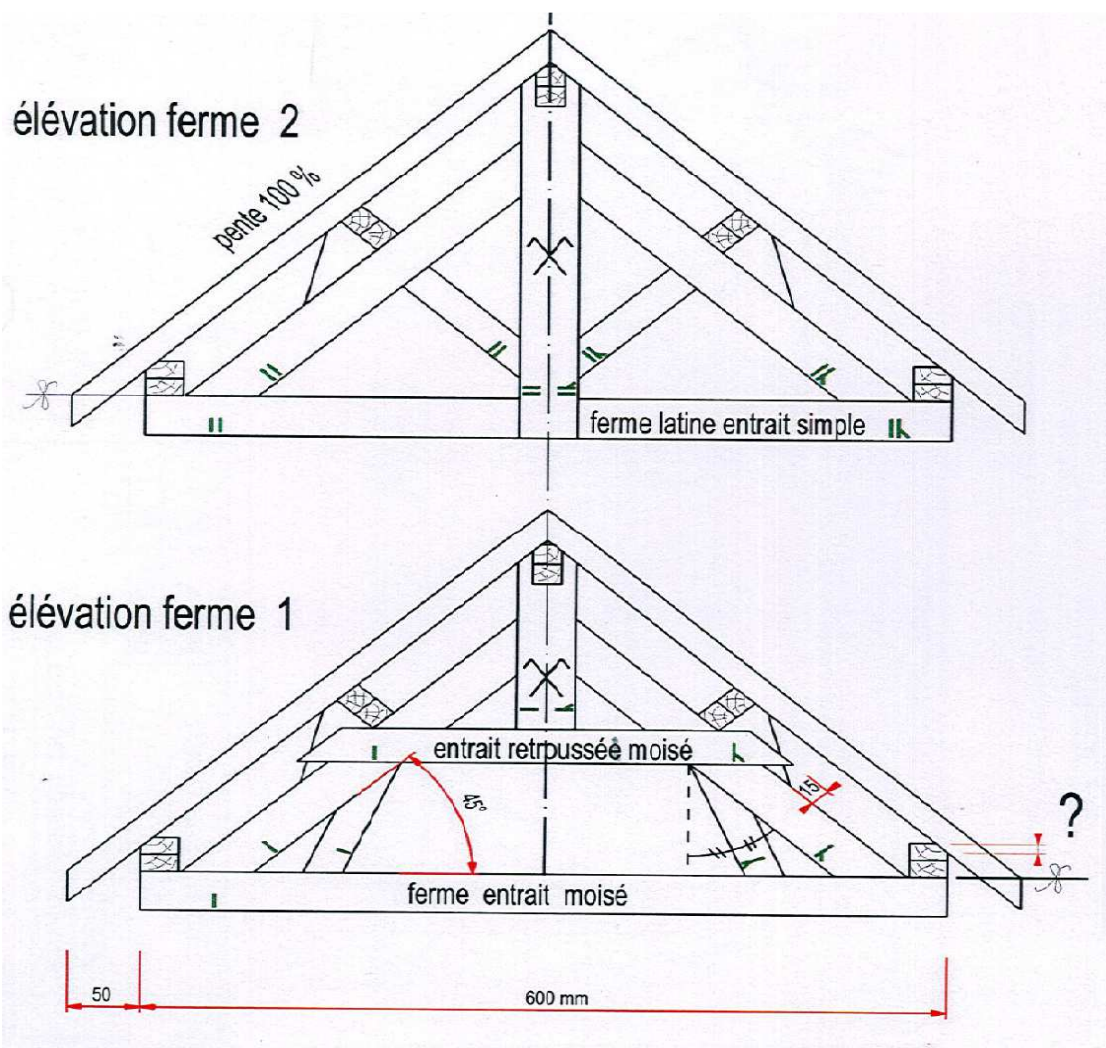 élévation ferme 2
pente 100 %
ferme latine entrait simple
élévation ferme 1
entrait retroussée moisé
45°
15
?
ferme entrait moisé
50
600 mm